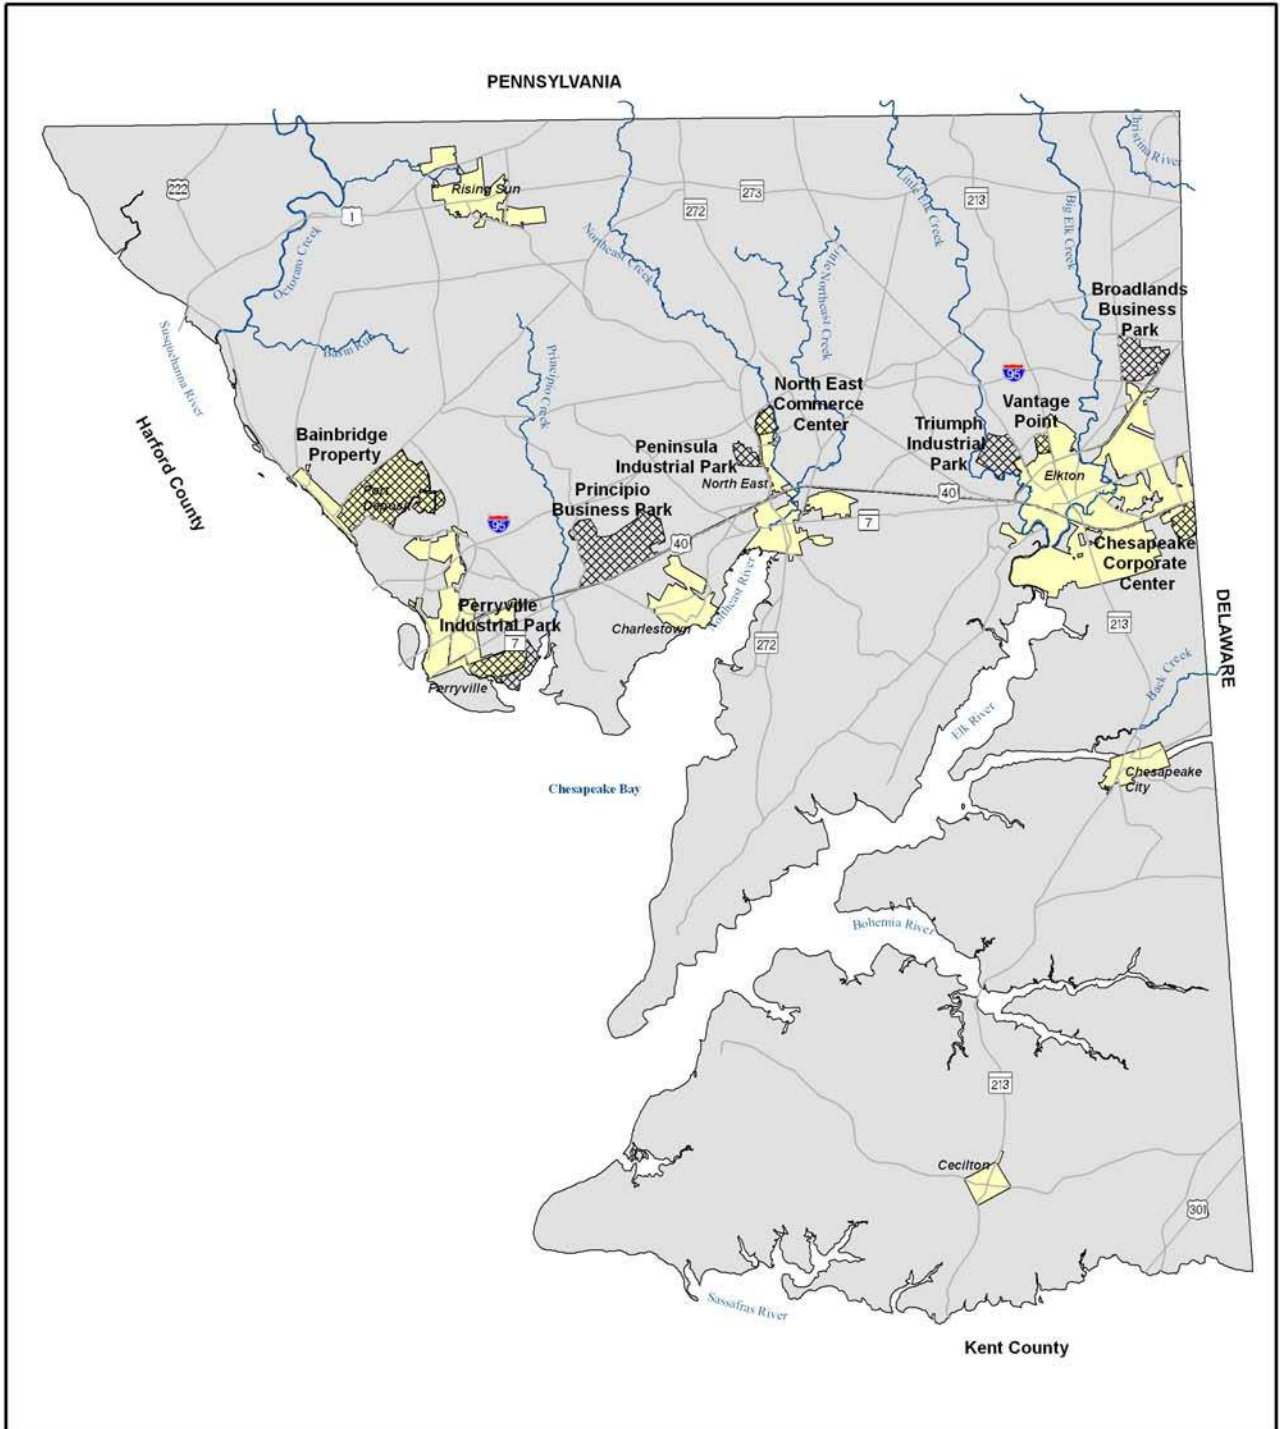 PENNSYLVANIA
Christina River
222
Rising Sun
273
Little Elk Creek
213
1
272
Big Elk Creek
Octoraro Creek
Northeast Creek
Little Northeast Creek
Broadlands
Business
Park
Susquehanna River
Basin Run
Principio Creek
95
North East
Commerce
Center
Vantage
Point
Harford County
Bainbridge
Property
Peninsula
Industrial Park
Triumph
Industrial
Park
North East
Elkton
Port
Deposit
Principio
Business Park
40
95
7
40
Chesapeake
Corporate
Center
Northeast River
DELAWARE
Perryville
Industrial Park
7
Charlestown
272
213
Perryville
Back Creek
Elk River
Chesapeake Bay
Chesapeake
City
Bohemia River
213
Cecilton
301
Sassafras River
Kent County